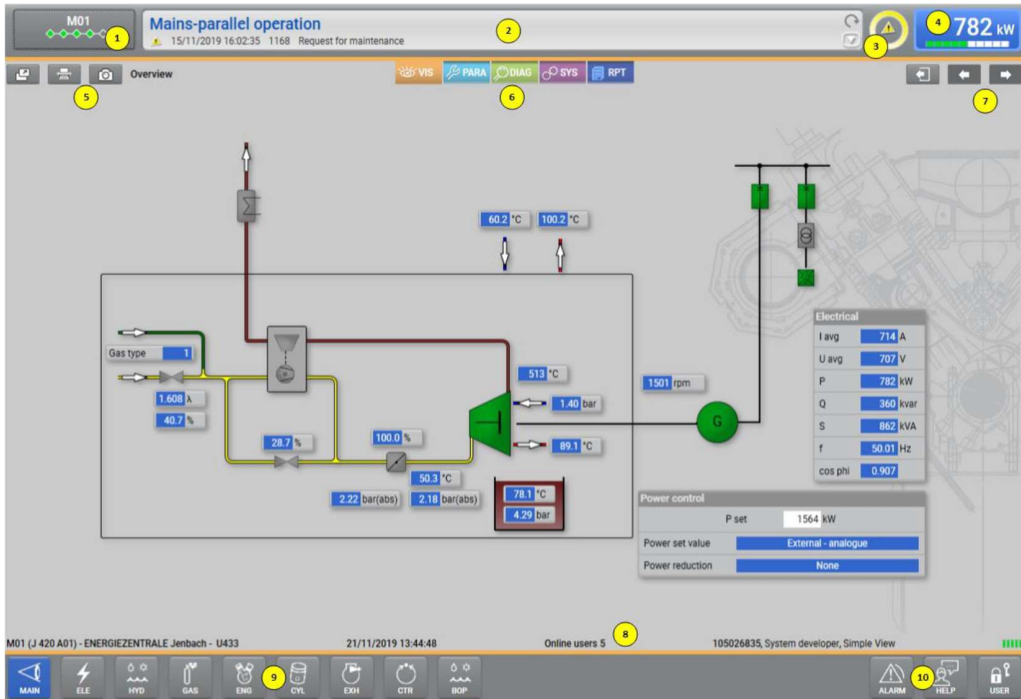 M01
1
Mains-parallel operation
15/11/2019 16:02:35 1168 Request for maintenance
2
3
4
782 kW
5
Overview
VIS
PARA
DIAG
SYS
RPT
6
7
60.2 °C
100.2 °C
Gas type 1
1.608 λ
40.7 %
28.7 %
100.0 %
50.3 °C
2.22 bar(abs)
2.18 bar(abs)
513 °C
1.40 bar
89.1 °C
78.1 °C
4.29 bar
1501 rpm
G
Electrical
I avg 714 A
U avg 707 V
P 782 kW
Q 360 kvar
S 862 kVA
f 50.01 Hz
cos phi 0.907
Power control
P set 1564 kW
Power set value External - analogue
Power reduction None
M01 (J 420 A01) - ENERGIEZENTRALE Jenbach - U433
21/11/2019 13:44:48
Online users 5
8
105026835, System developer, Simple View
MAIN
ELE
HYD
GAS
ENG
9
CYL
EXH
CTR
BOP
ALARM
10
HELP
USER